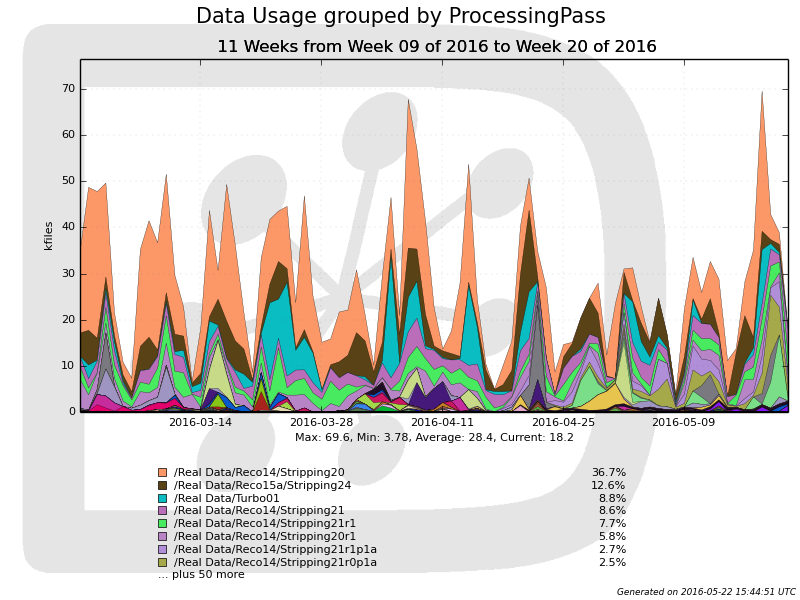 Data Usage grouped by ProcessingPass
11 Weeks from Week 09 of 2016 to Week 20 of 2016
70
60
50
40
30
20
10
0
kfiles
2016-03-14 2016-03-28 2016-04-11 2016-04-25 2016-05-09
Max: 69.6, Min: 3.78, Average: 28.4, Current: 18.2
/Real Data/Reco14/Stripping20 36.7%
/Real Data/Reco15a/Stripping24 12.6%
/Real Data/Turbo01 8.8%
/Real Data/Reco14/Stripping21 8.6%
/Real Data/Reco14/Stripping21r1 7.7%
/Real Data/Reco14/Stripping20r1 5.8%
/Real Data/Reco14/Stripping21r1p1a 2.7%
/Real Data/Reco14/Stripping21r0p1a 2.5%
... plus 50 more
Generated on 2016-05-22 15:44:51 UTC